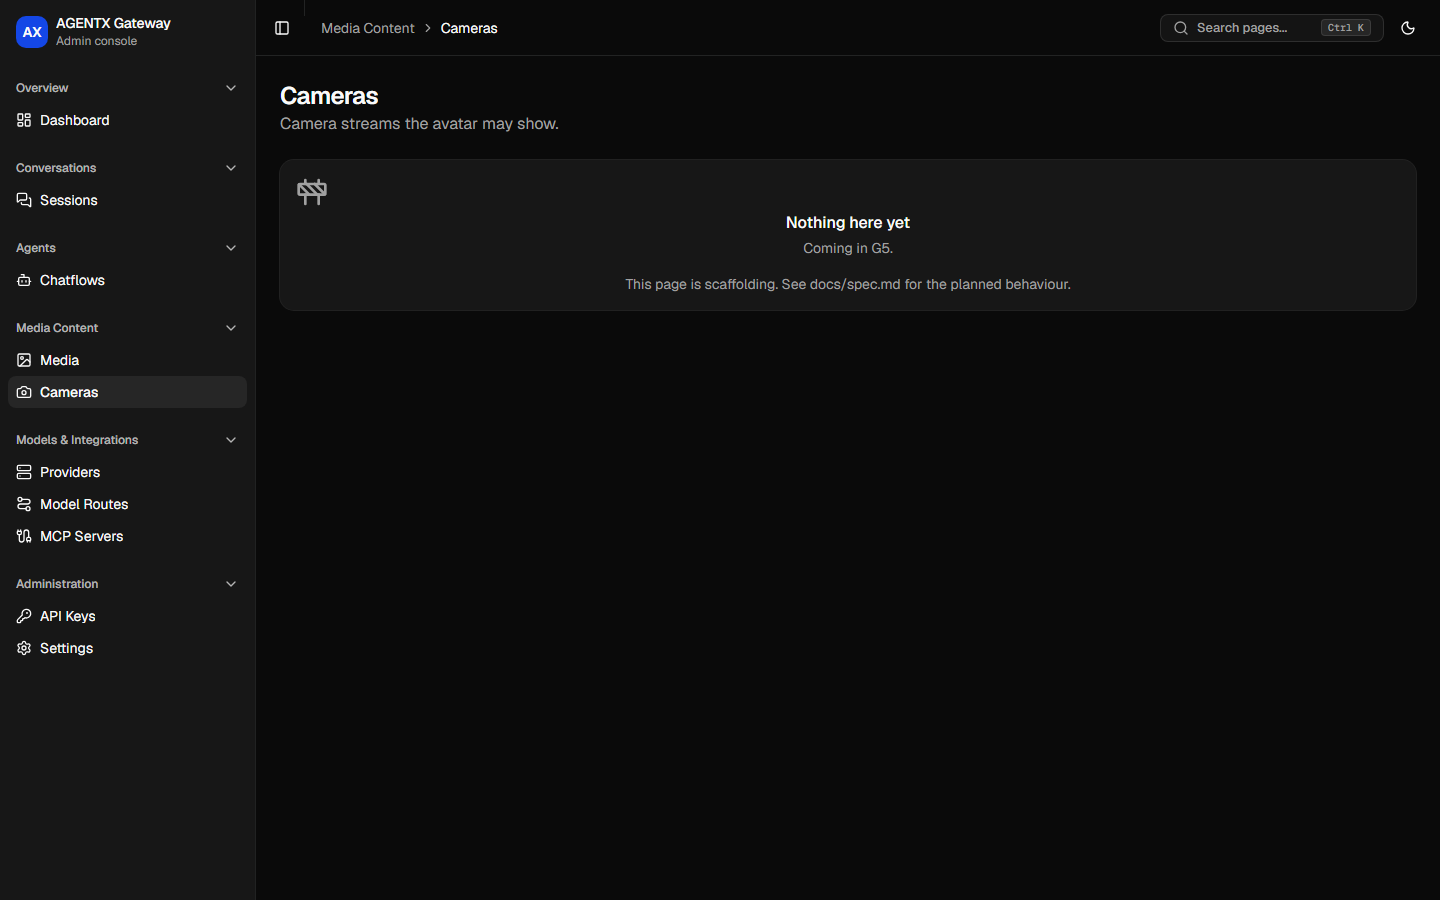 AX
AGENTX Gateway
Admin console
Overview
Dashboard
Conversations
Sessions
Agents
Chatflows
Media Content
Media
Cameras
Models & Integrations
Providers
Model Routes
MCP Servers
Administration
API Keys
Settings
Media Content > Cameras
Search pages... Ctrl K
Cameras
Camera streams the avatar may show.
Nothing here yet
Coming in G5.
This page is scaffolding. See docs/spec.md for the planned behaviour.